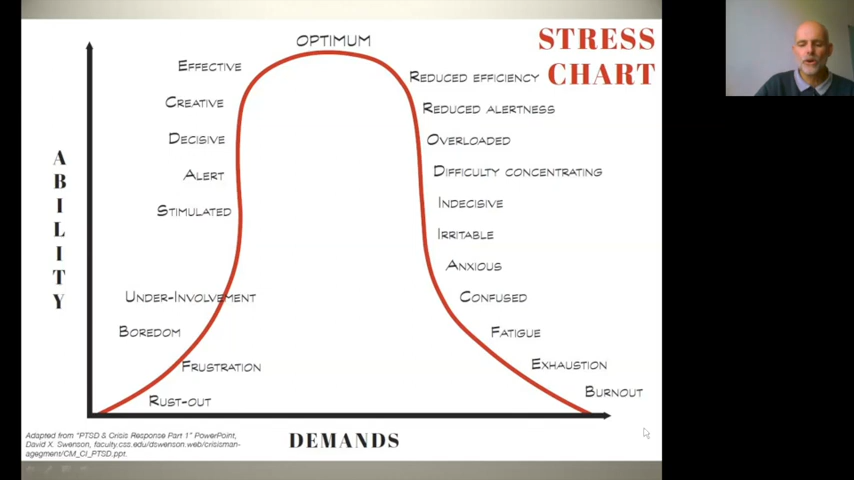 STRESS
CHART
OPTIMUM
EFFECTIVE
CREATIVE
DECISIVE
ALERT
STIMULATED
UNDER-INVOLVEMENT
BOREDOM
FRUSTRATION
RUST-OUT
REDUCED EFFICIENCY
REDUCED ALERTNESS
OVERLOADED
DIFFICULTY CONCENTRATING
INDECISIVE
IRRITABLE
ANXIOUS
CONFUSED
FATIGUE
EXHAUSTION
BURNOUT
ABILITY
DEMANDS
Adapted from "PTSD & Crisis Response Part 1" PowerPoint,
David X. Swenson, faculty.css.edu/dswenson.web/crisisman-
agegment/CM_CI_PTSD.ppt.